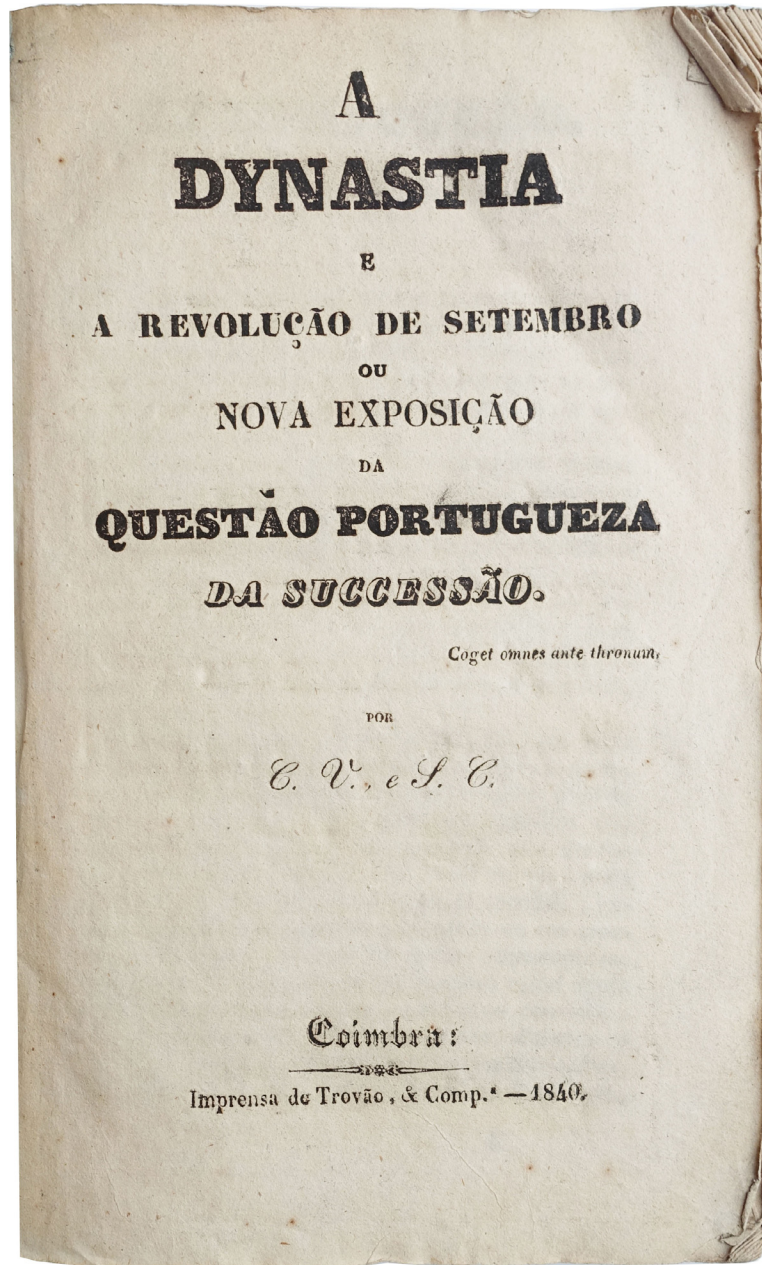 A
DYNASTIA
E
A REVOLUÇÃO DE SETEMBRO
OU
NOVA EXPOSIÇÃO
DA
QUESTÃO PORTUGUEZA
DA SUCCESSÃO.
Coget omnes ante thronum,
POR
C. V., e S. C.
Coimbra:
Imprensa de Trovão, & Comp.ª — 1840.